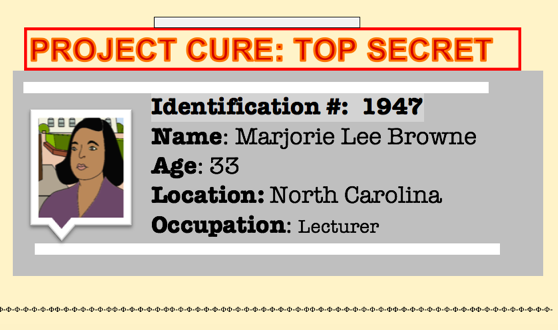 PROJECT CURE: TOP SECRET
Identification #: 1947
Name: Marjorie Lee Browne
Age: 33
Location: North Carolina
Occupation: Lecturer